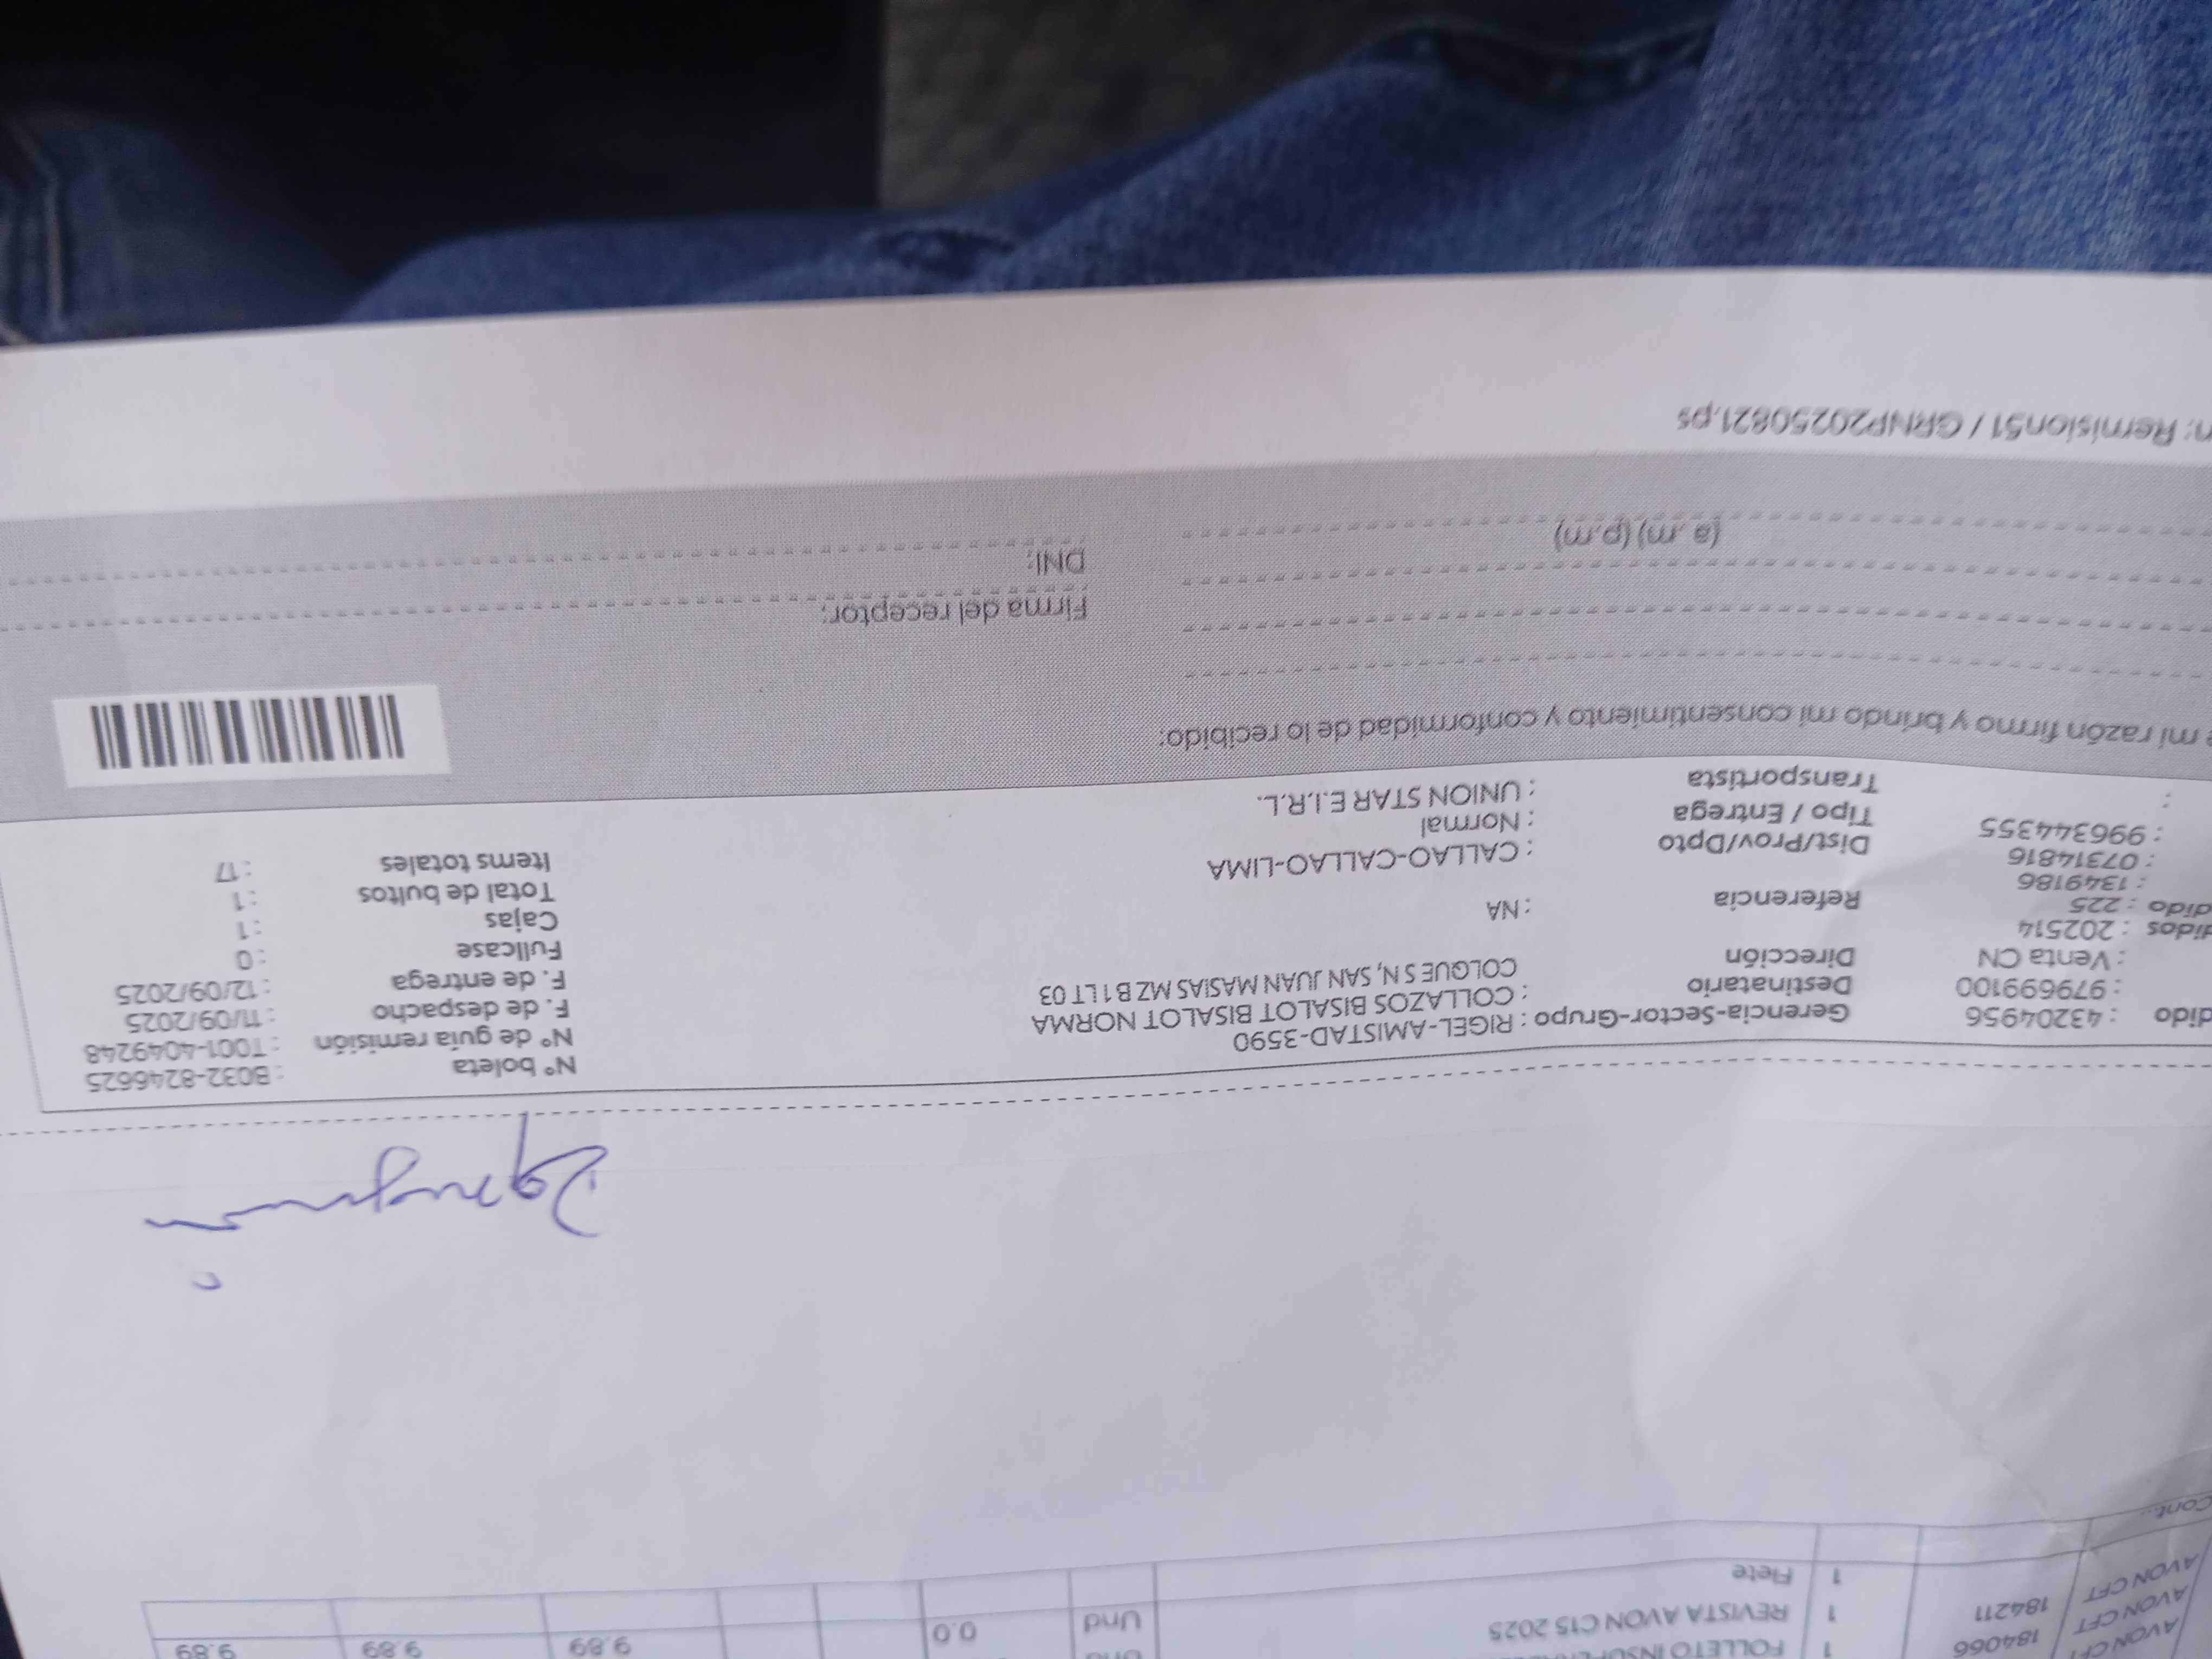 AVON CFT
AVON CFT 184066 1 FOLLETO
AVON CFT 184211 1 REVISTA AVON C15 2025 Und 0.0 9.89 9.89 9.89
1 Flete
Cont...
dido : 43204956 Gerencia-Sector-Grupo : RIGEL-AMISTAD-3590 N° boleta : B032-8246625
: 979699100 Destinatario : COLLAZOS BISALOT BISALOT NORMA N° de guía remisión : T001-4049248
: Venta CN Dirección COLQUE S N, SAN JUAN MASIAS MZ B1 LT 03 F. de despacho : 11/09/2025
didos : 202514 F. de entrega : 12/09/2025
dido : 225 Referencia : NA Fullcase : 0
: 1349186 Cajas : 1
: 07314816 Dist/Prov/Dpto : CALLAO-CALLAO-LIMA Total de bultos : 1
: 996344355 Tipo / Entrega : Normal Items totales : 17
: Transportista : UNION STAR E.I.R.L.
e mi razón firmo y brindo mi consentimiento y conformidad de lo recibido:
Firma del receptor:
DNI:
(a .m) (p.m)
n: Remision51 / GRNP20250821.ps